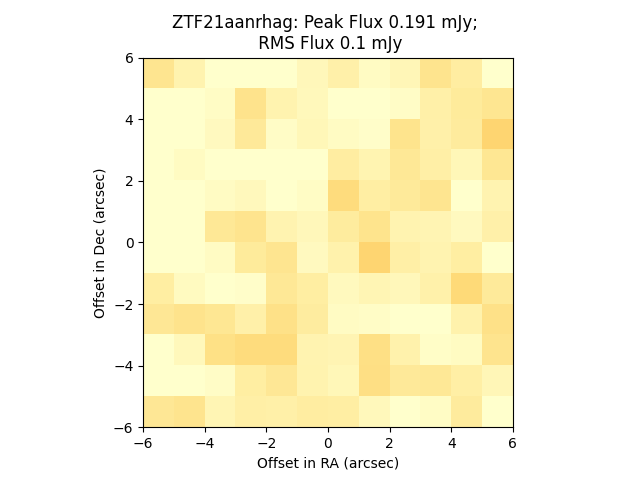 ZTF21aanrhag: Peak Flux 0.191 mJy;
RMS Flux 0.1 mJy
6
4
2
0
−2
−4
−6
Offset in Dec (arcsec)
−6 −4 −2 0 2 4 6
Offset in RA (arcsec)